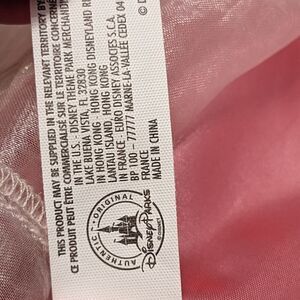 THIS PRODUCT MAY BE SUPPLIED IN THE RELEVANT TERRITORY BY
CE PRODUIT PEUT ÊTRE COMMERCIALISÉ SUR LE TERRITOIRE CONCERNÉ
IN THE U.S. - DISNEY THEME PARK MERCHAND
LAKE BUENA VISTA, FL 32830
IN HONG KONG - HONG KONG DISNEYLAND RE
LANTAU ISLAND, HONG KONG
IN FRANCE - EURO DISNEY ASSOCIÉS S.C.A.
BP 100 - 77777 MARNE-LA-VALLÉE CEDEX 04
FRANCE
MADE IN CHINA
© D
ORIGINAL
AUTHENTIC
Disney Parks